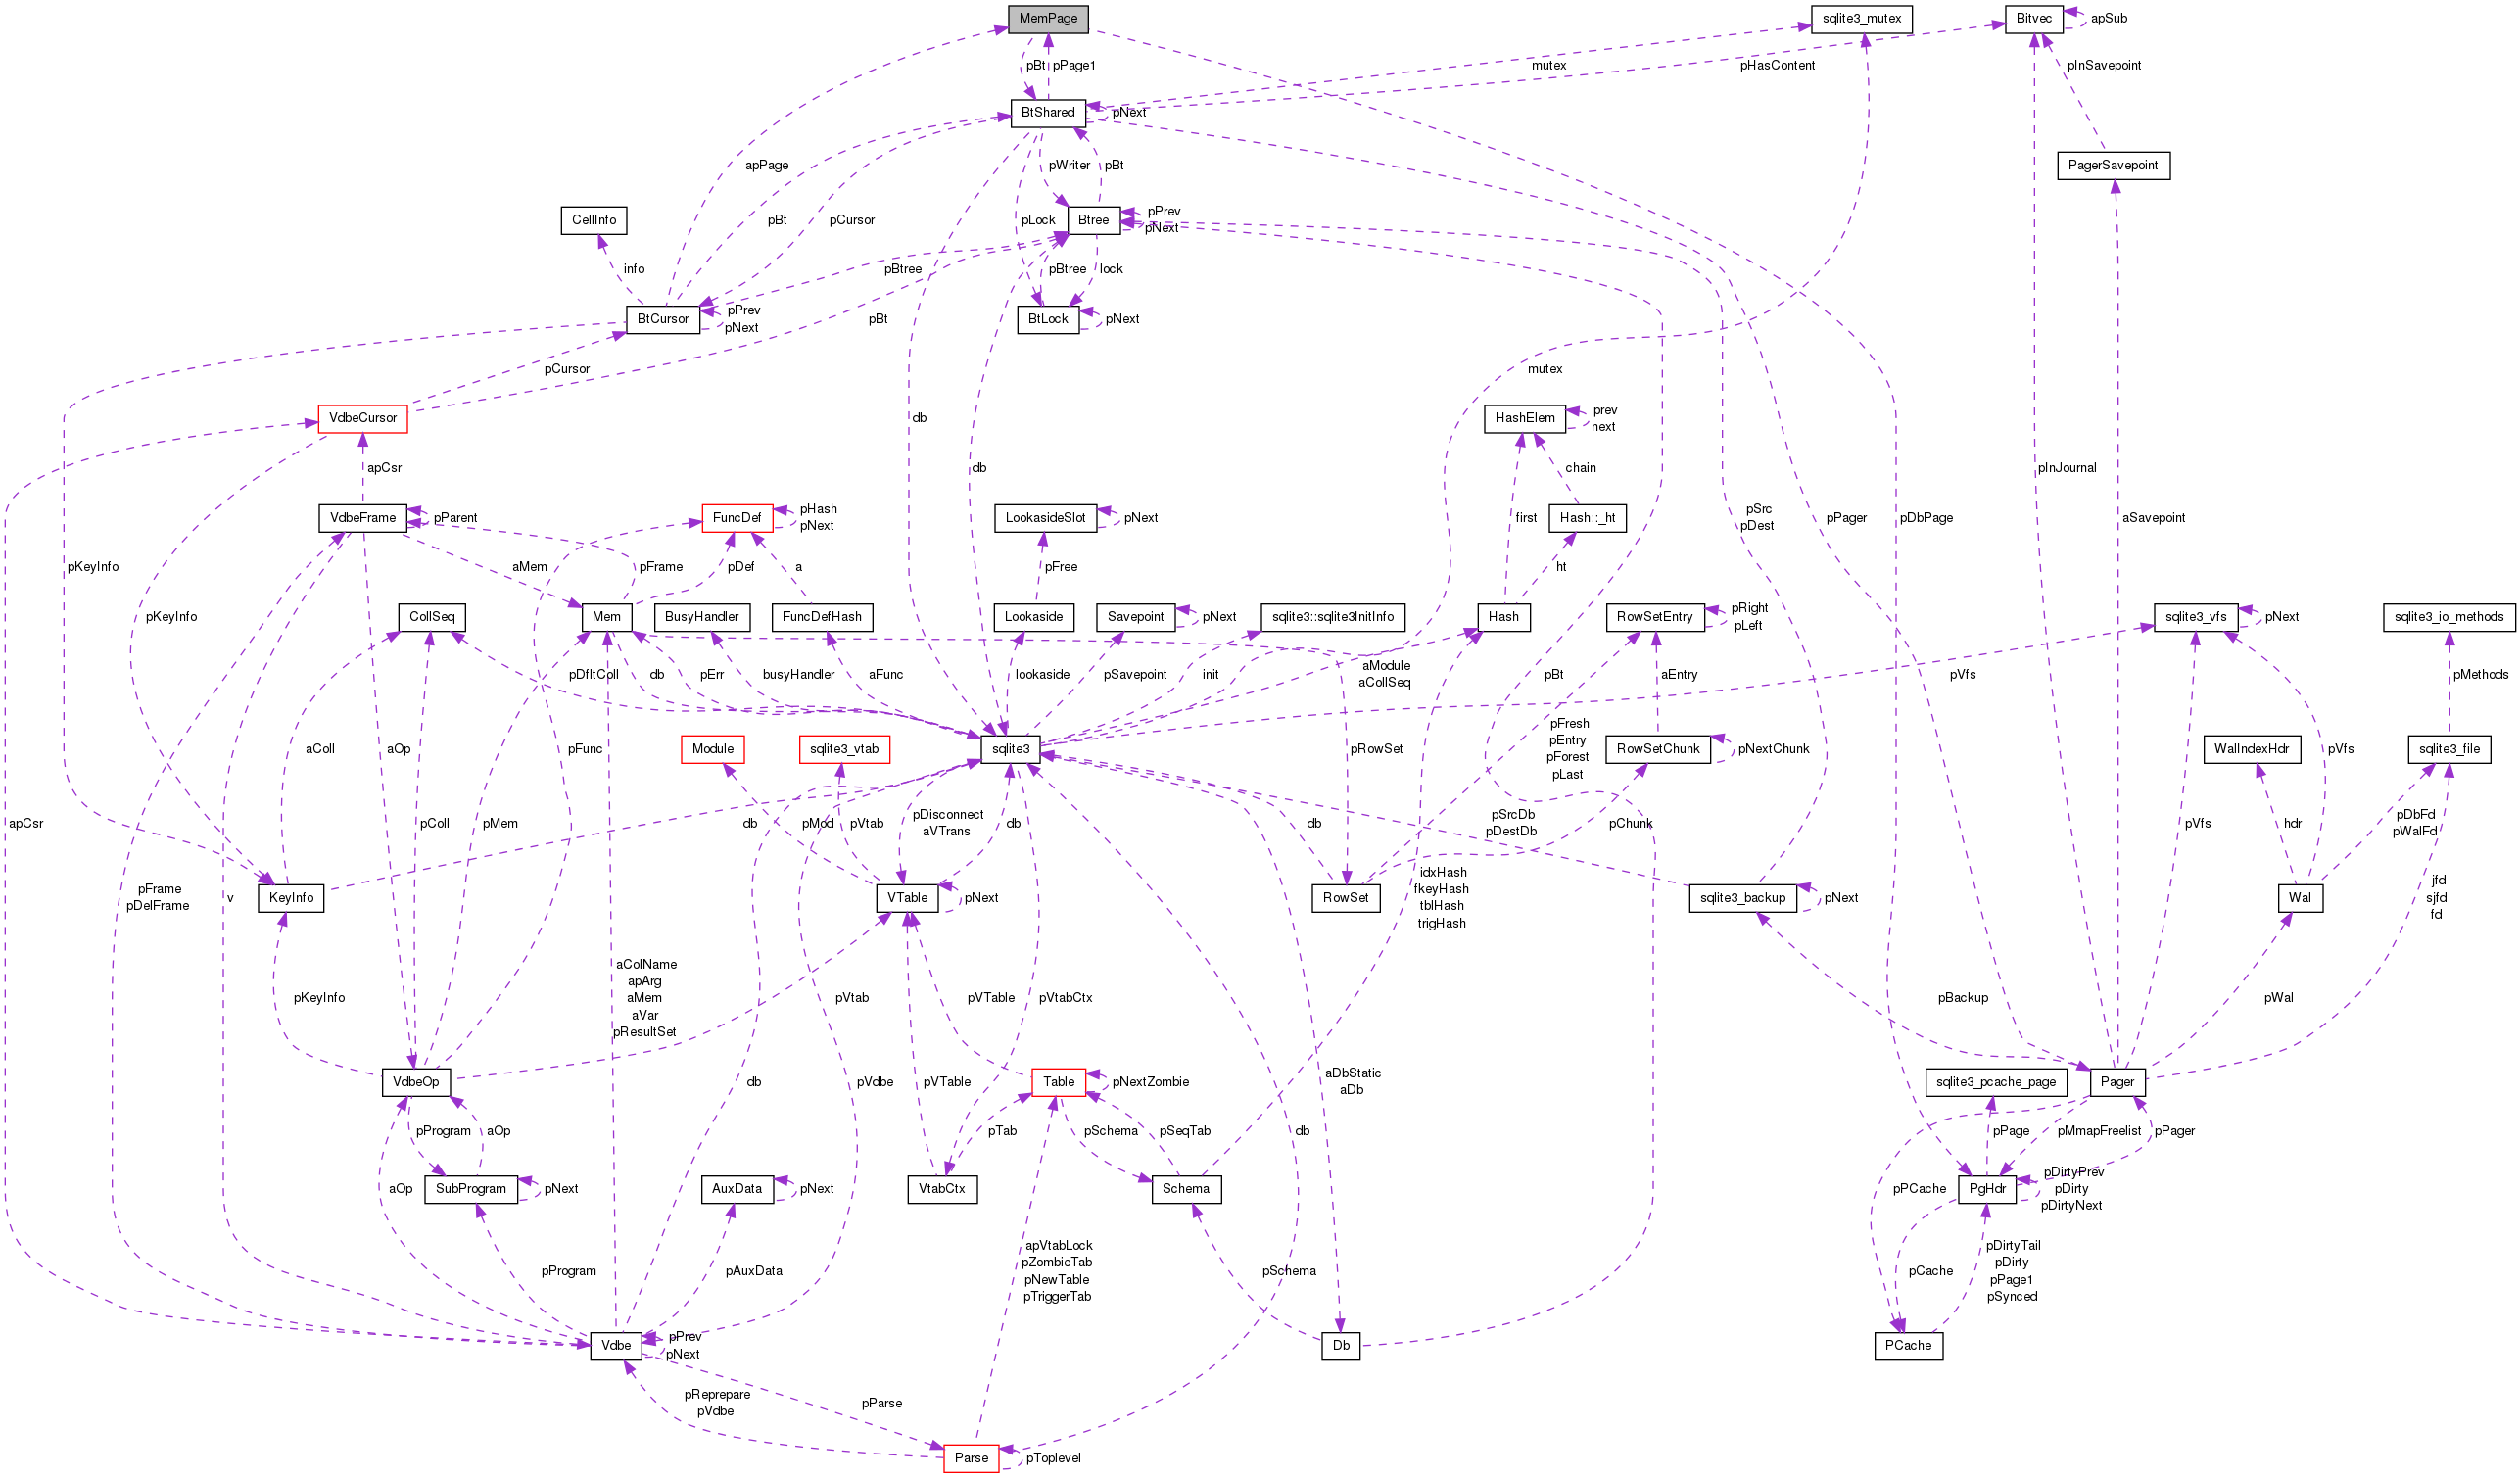 MemPage
sqlite3_mutex
Bitvec
apSub
pBt
pPage1
mutex
pHasContent
pInSavepoint
BtShared
pNext
apPage
pWriter
pBt
PagerSavepoint
CellInfo
pBt
pCursor
pLock
Btree
pPrev
pNext
info
pBtree
pBtree
lock
BtCursor
pPrev
pNext
pBt
BtLock
pNext
pCursor
mutex
VdbeCursor
db
HashElem
prev
next
apCsr
db
chain
pInJournal
VdbeFrame
pParent
FuncDef
pHash
pNext
LookasideSlot
pNext
first
Hash::_ht
pSrc
pDest
pPager
pDbPage
aSavepoint
pKeyInfo
aMem
pFrame
pDef
a
pFree
ht
pKeyInfo
CollSeq
Mem
BusyHandler
FuncDefHash
Lookaside
Savepoint
pNext
sqlite3::sqlite3InitInfo
Hash
RowSetEntry
pRight
pLeft
sqlite3_vfs
pNext
sqlite3_io_methods
pDfltColl
db
pErr
busyHandler
aFunc
lookaside
pSavepoint
init
aModule
aCollSeq
pBt
aEntry
pVfs
pMethods
aColl
aOp
pFunc
Module
sqlite3_vtab
sqlite3
pRowSet
pFresh
pEntry
pForest
pLast
RowSetChunk
pNextChunk
WalIndexHdr
pVfs
sqlite3_file
apCsr
pColl
pMem
db
pMod
pVtab
pDisconnect
aVTrans
db
db
pSrcDb
pDestDb
pChunk
pVfs
hdr
pDbFd
pWalFd
pFrame
pDelFrame
v
KeyInfo
VTable
pNext
RowSet
idxHash
fkeyHash
tblHash
trigHash
sqlite3_backup
pNext
Wal
jfd
sjfd
fd
pKeyInfo
aColName
apArg
aMem
aVar
pResultSet
pVtab
pVTable
pVtabCtx
pBackup
pWal
VdbeOp
db
pVdbe
pVTable
Table
pNextZombie
aDbStatic
aDb
sqlite3_pcache_page
Pager
pProgram
aOp
pTab
pSchema
pSeqTab
db
pPage
pMmapFreelist
pPager
aOp
SubProgram
pNext
AuxData
pNext
VtabCtx
Schema
pPCache
PgHdr
pDirtyPrev
pDirty
pDirtyNext
pProgram
pAuxData
apVtabLock
pZombieTab
pNewTable
pTriggerTab
pSchema
pCache
pDirtyTail
pDirty
pPage1
pSynced
Vdbe
pPrev
pNext
Db
PCache
pReprepare
pVdbe
pParse
Parse
pToplevel